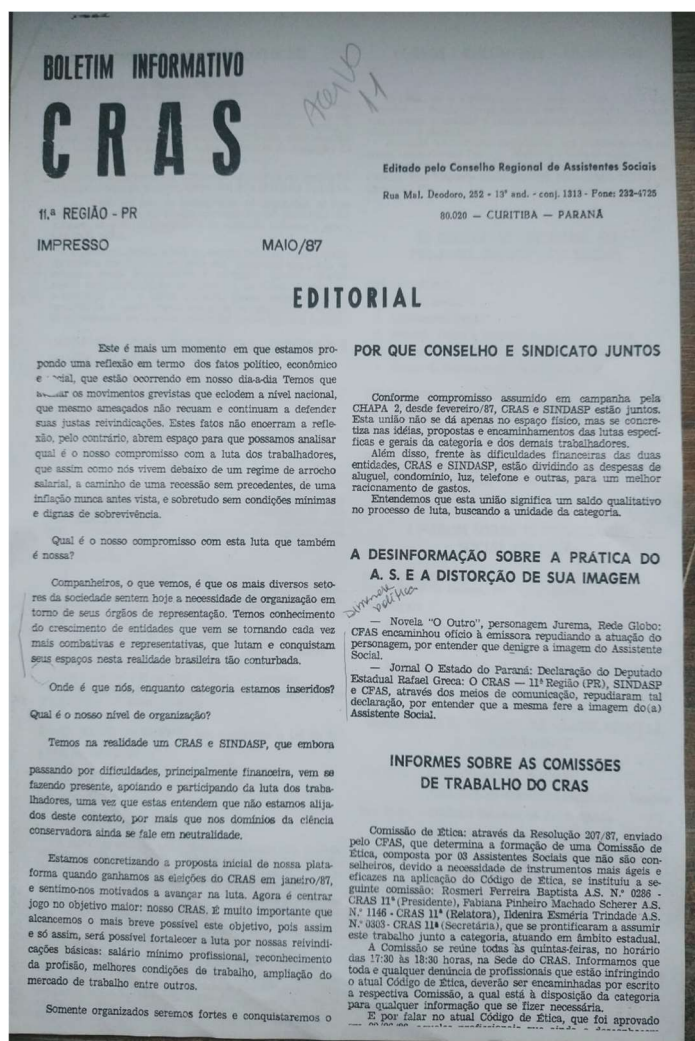 BOLETIM INFORMATIVO
CRAS
Acervo
11
11.ª REGIÃO - PR
IMPRESSO MAIO/87
Editado pelo Conselho Regional de Assistentes Sociais
Rua Mal. Deodoro, 252 - 13º and. - conj. 1313 - Fone: 232-4725
80.020 — CURITIBA — PARANÁ
EDITORIAL
Este é mais um momento em que estamos pro-
pondo uma reflexão em termo dos fatos político, econômico
e que estão ocorrendo em nosso dia-a-dia Temos que
os movimentos grevistas que eclodem a nível nacional,
que mesmo ameaçados não recuam e continuam a defender
suas justas reivindicações. Estes fatos não encerram a refle-
xão, pelo contrário, abrem espaço para que possamos analisar
qual é o nosso compromisso com a luta dos trabalhadores,
que assim como nós vivem debaixo de um regime de arrocho
salarial, a caminho de uma recessão sem precedentes, de uma
inflação nunca antes vista, e sobretudo sem condições mínimas
e dignas de sobrevivência.
Qual é o nosso compromisso com esta luta que também
é nossa?
Companheiros, o que vemos, é que os mais diversos seto-
res da sociedade sentem hoje a necessidade de organização em
torno de seus órgãos de representação. Temos conhecimento
do crescimento de entidades que vem se tornando cada vez
mais combativas e representativas, que lutam e conquistam
seus espaços nesta realidade brasileira tão conturbada.
Onde é que nós, enquanto categoria estamos inseridos?
Qual é o nosso nível de organização?
Temos na realidade um CRAS e SINDASP, que embora
passando por dificuldades, principalmente financeira, vem se
fazendo presente, apoiando e participando da luta dos traba-
lhadores, uma vez que estas entendem que não estamos alija-
dos deste contexto, por mais que nos domínios da ciência
conservadora ainda se fale em neutralidade.
Estamos concretizando a proposta inicial de nossa plata-
forma quando ganhamos as eleições do CRAS em janeiro/87,
e sentimo-nos motivados a avançar na luta. Agora é centrar
jogo no objetivo maior: nosso CRAS. É muito importante que
alcancemos o mais breve possível este objetivo, pois assim
e só assim, será possível fortalecer a luta por nossas reivindi-
cações básicas: salário mínimo profissional, reconhecimento
da profisão, melhores condições de trabalho, ampliação do
mercado de trabalho entre outros.
Somente organizados seremos fortes e conquistaremos o
POR QUE CONSELHO E SINDICATO JUNTOS
Conforme compromisso assumido em campanha pela
CHAPA 2, desde fevereiro/87, CRAS e SINDASP estão juntos.
Esta união não se dá apenas no espaço físico, mas se concre-
tiza nas idéias, propostas e encaminhamentos das lutas especí-
ficas e gerais da categoria e dos demais trabalhadores.
Além disso, frente às dificuldades financeiras das duas
entidades, CRAS e SINDASP, estão dividindo as despesas de
aluguel, condomínio, luz, telefone e outras, para um melhor
racionamento de gastos.
Entendemos que esta união significa um saldo qualitativo
no processo de luta, buscando a unidade da categoria.
A DESINFORMAÇÃO SOBRE A PRÁTICA DO
A. S. E A DISTORÇÃO DE SUA IMAGEM
política
— Novela "O Outro", personagem Jurema, Rede Globo:
CFAS encaminhou ofício à emissora repudiando a atuação do
personagem, por entender que denigre a imagem do Assistente
Social.
— Jornal O Estado do Paraná: Declaração do Deputado
Estadual Rafael Greca: O CRAS — 11ª Região (PR), SINDASP
e CFAS, através dos meios de comunicação, repudiaram tal
declaração, por entender que a mesma fere a imagem do(a)
Assistente Social.
INFORMES SOBRE AS COMISSÕES
DE TRABALHO DO CRAS
Comissão de Ética: através da Resolução 207/87, enviado
pelo CFAS, que determina a formação de uma Comissão de
Ética, composta por 03 Assistentes Sociais que não são con-
selheiros, devido a necessidade de instrumentos mais ágeis e
eficazes na aplicação do Código de Ética, se instituiu a se-
guinte comissão: Rosmeri Ferreira Baptista A.S. N.º 0286 -
CRAS 11ª (Presidente), Fabiana Pinheiro Machado Scherer A.S.
N.º 1146 - CRAS 11ª (Relatora), Ildenira Esméria Trindade A.S.
N.º 0303- CRAS 11ª (Secretária), que se prontificaram a assumir
este trabalho junto a categoria, atuando em âmbito estadual.
A Comissão se reúne todas às quintas-feiras, no horário
das 17:30 às 18:30 horas, na Sede do CRAS. Informamos que
toda e qualquer denúncia de profissionais que estão infringindo
o atual Código de Ética, deverão ser encaminhadas por escrito
a respectiva Comissão, a qual está à disposição da categoria
para qualquer informação que se fizer necessária.
E por falar no atual Código de Ética, que foi aprovado